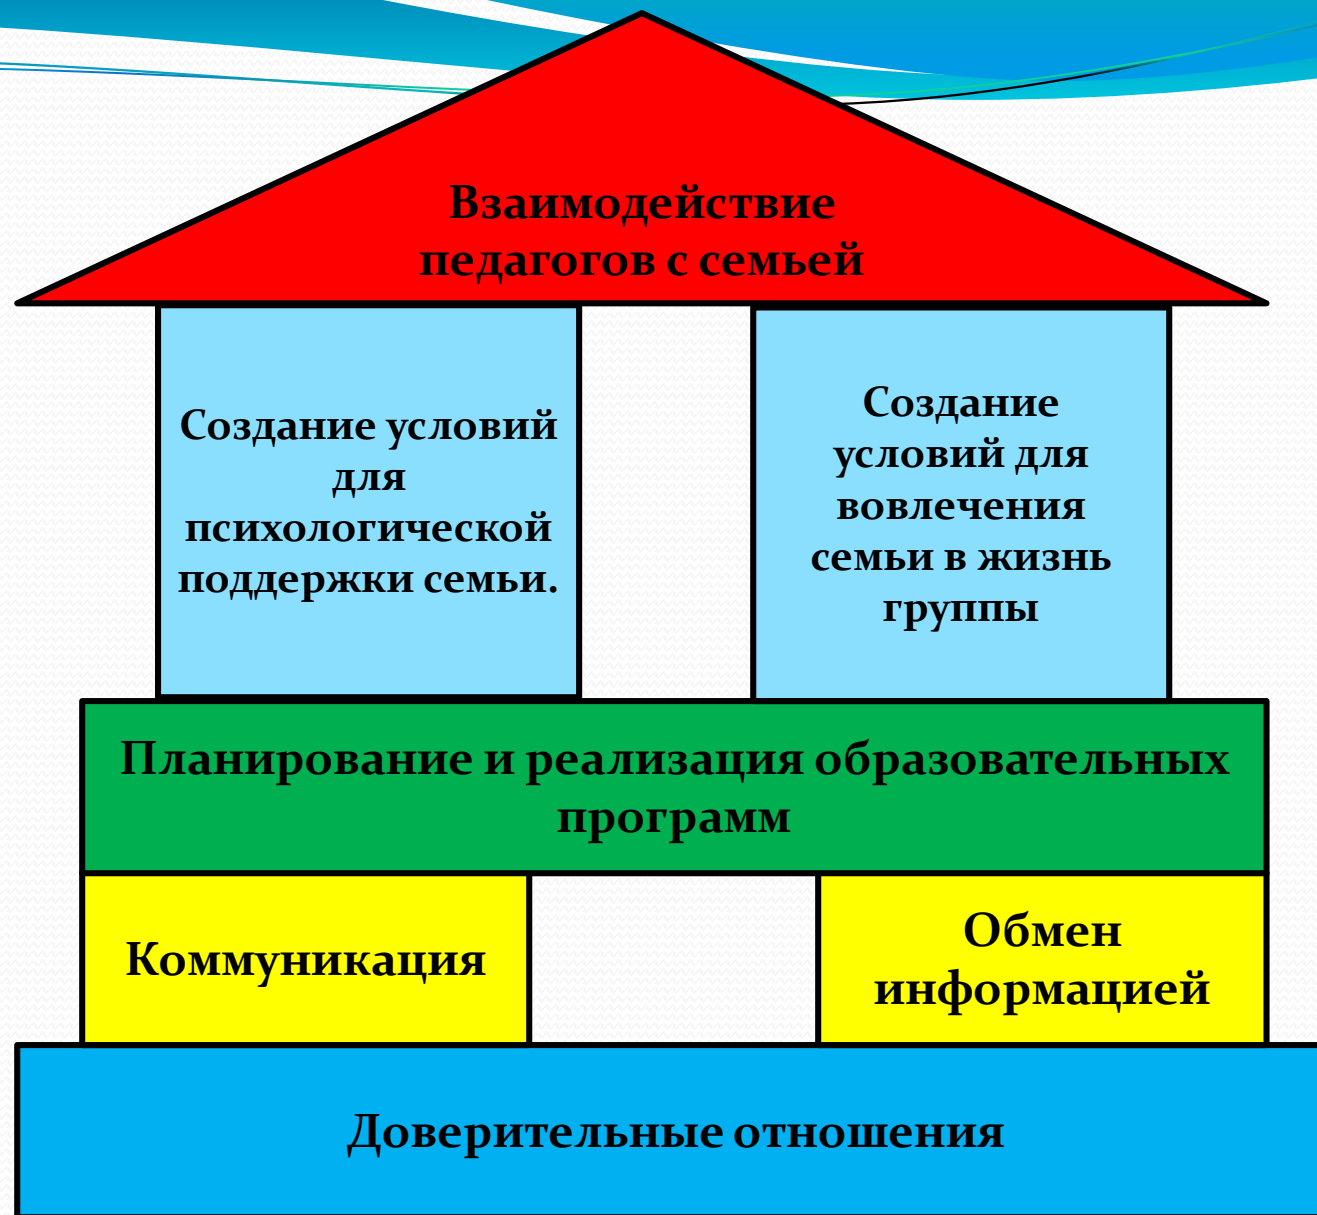 Взаимодействие
педагогов с семьей
Создание условий
для
психологической
поддержки семьи.
Создание
условий для
вовлечения
семьи в жизнь
группы
Планирование и реализация образовательных
программ
Коммуникация
Обмен
информацией
Доверительные отношения